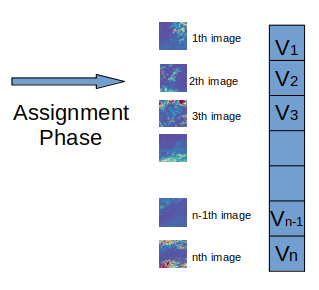 1th image
V1
2th image
V2
Assignment
Phase
3th image
V3
n-1th image
Vn-1
nth image
Vn